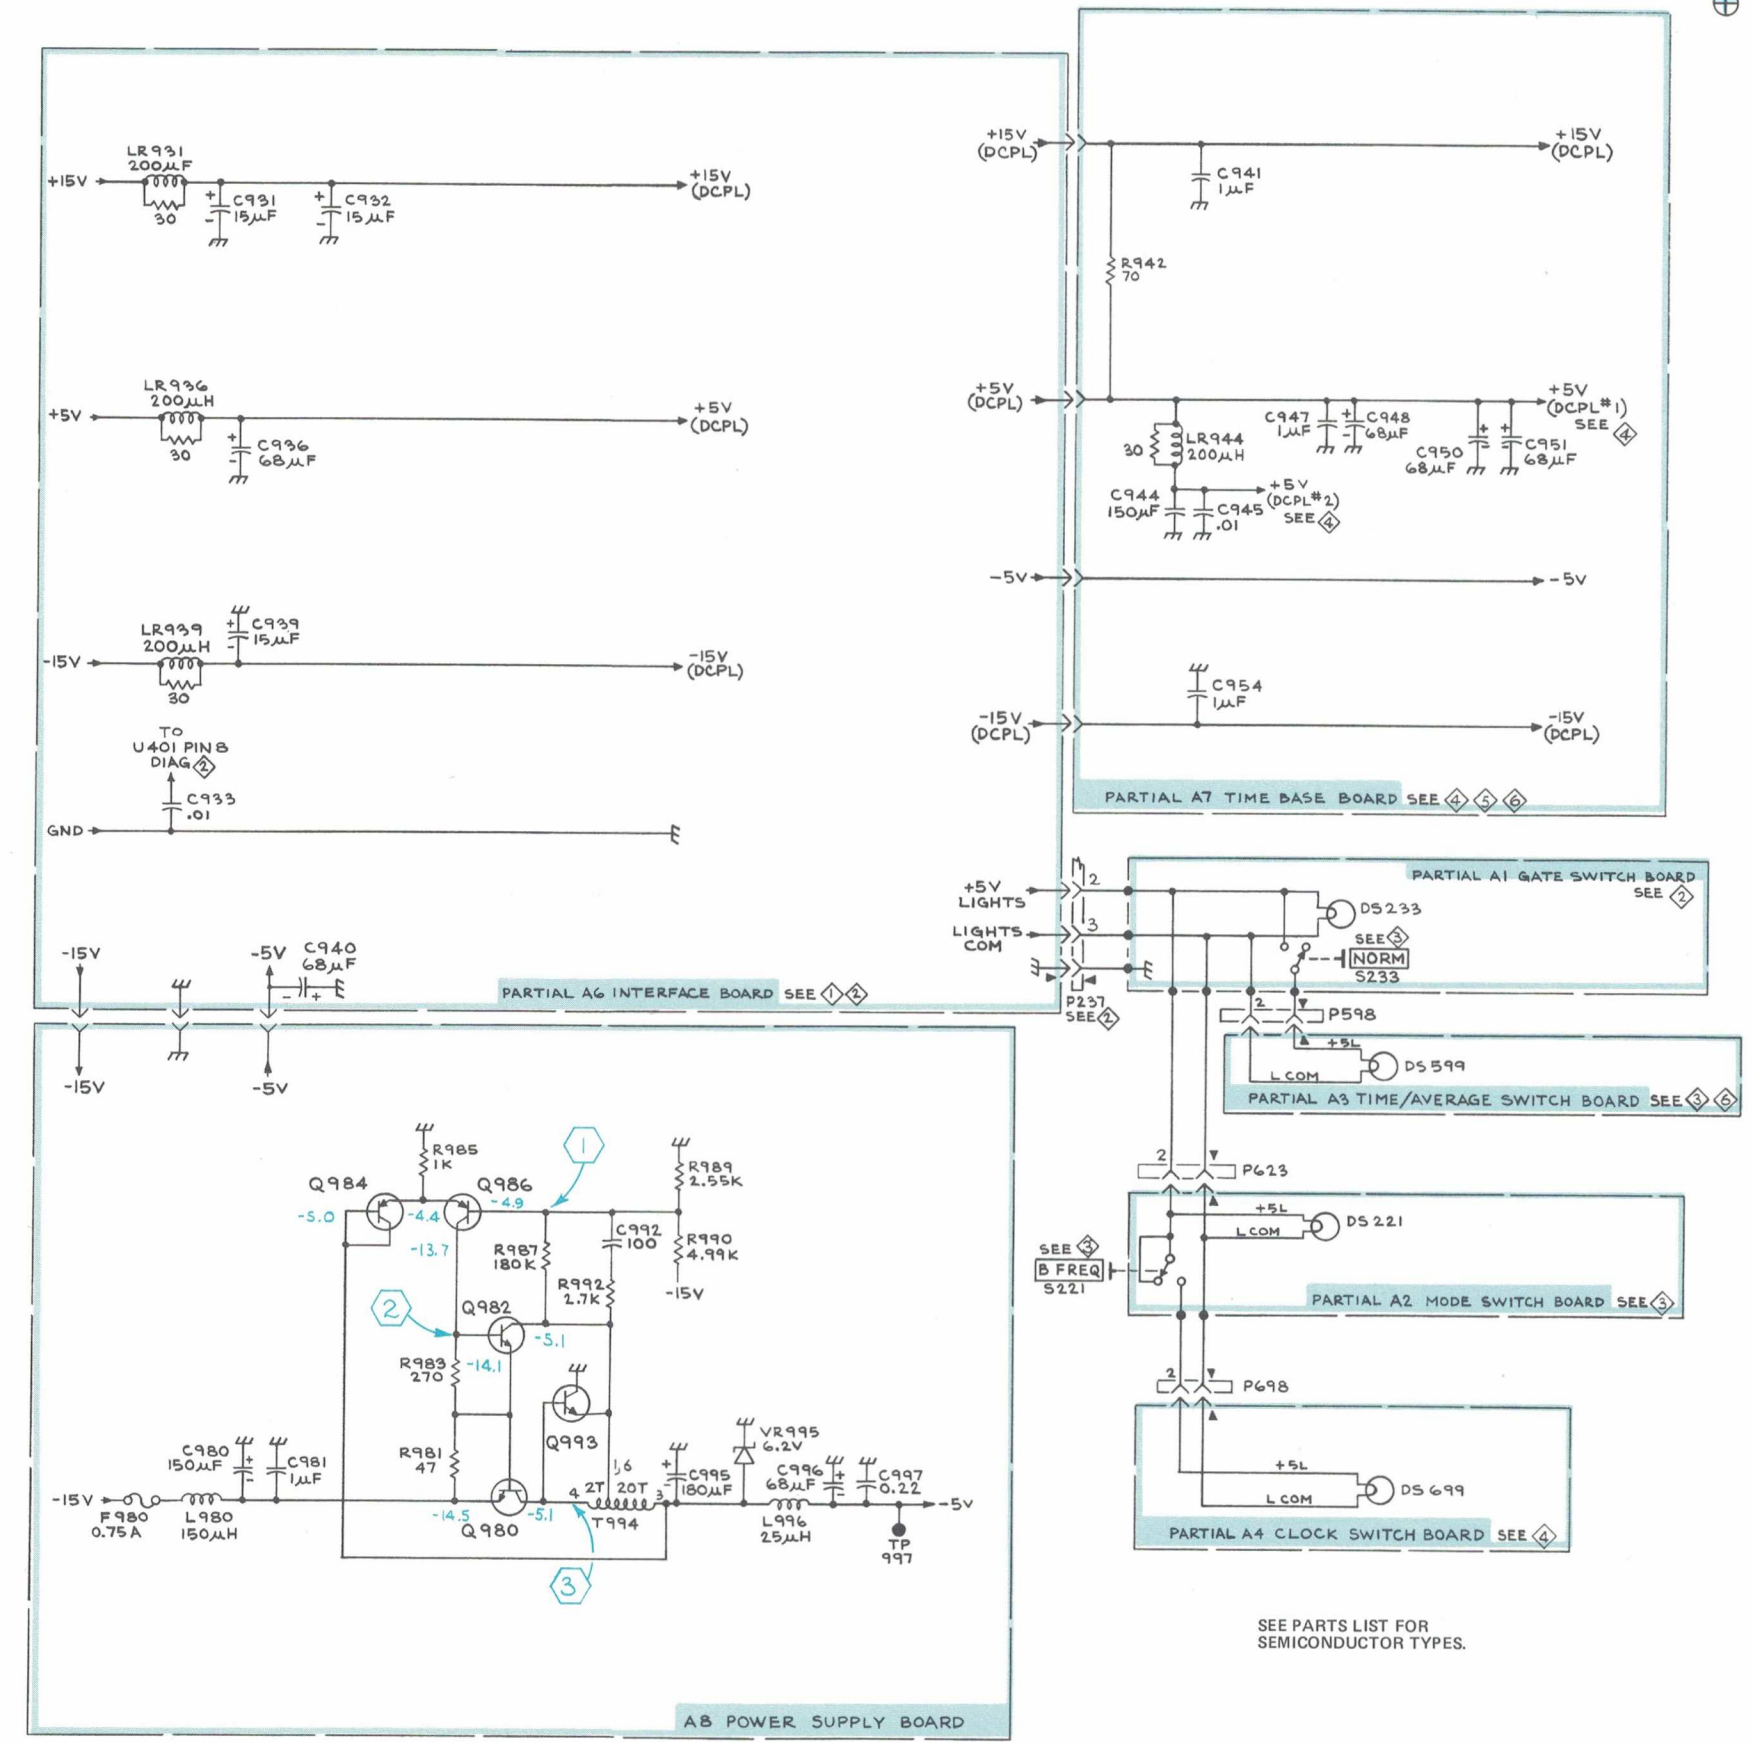 LR931
200µF
+15V
30
+
-
C931
15µF
+
-
C932
15µF
+15V
(DCPL)
LR936
200µH
+5V
30
+
-
C936
68µF
+5V
(DCPL)
LR939
200µH
-15V
30
+
-
C939
15µF
-15V
(DCPL)
TO
U401 PIN 8
DIAG 2
C933
.01
GND
-15V
-5V
C940
68µF
-
+
PARTIAL A6 INTERFACE BOARD SEE 1 2
+15V
(DCPL)
C941
1µF
+15V
(DCPL)
R942
70
+5V
(DCPL)
30
LR944
200µH
C944
150µF
C945
.01
+5V
(DCPL#2)
SEE 4
C947
1µF
+
-
C948
68µF
C950
68µF
+
-
+
-
C951
68µF
+5V
(DCPL#1)
SEE 4
-5V
-5V
C954
1µF
-15V
(DCPL)
-15V
(DCPL)
PARTIAL A7 TIME BASE BOARD SEE 4 5 6
+5V
LIGHTS
2
LIGHTS
COM
3
P237
SEE 2
PARTIAL A1 GATE SWITCH BOARD
SEE 2
DS233
SEE 3
NORM
S233
2
P598
+5L
L COM
DS599
PARTIAL A3 TIME/AVERAGE SWITCH BOARD SEE 3 6
2
P623
+5L
L COM
DS221
SEE 3
B FREQ
S221
PARTIAL A2 MODE SWITCH BOARD SEE 3
2
P698
+5L
L COM
DS699
PARTIAL A4 CLOCK SWITCH BOARD SEE 4
-15V
-5V
R985
1K
Q984
-5.0
-4.4
Q986
-4.9
-13.7
1
R989
2.55K
R987
180K
C992
100
R990
4.99K
-15V
R992
2.7K
2
Q982
-5.1
-14.1
R983
270
Q993
R981
47
C980
150µF
+
-
C981
1µF
-15V
F980
0.75A
L980
150µH
-14.5
Q980
-5.1
4
2T
20T
1,6
3
T994
3
+
-
C995
180µF
VR995
6.2V
L996
25µH
C996
68µF
+
-
C997
0.22
-5V
TP
997
A8 POWER SUPPLY BOARD
SEE PARTS LIST FOR
SEMICONDUCTOR TYPES.